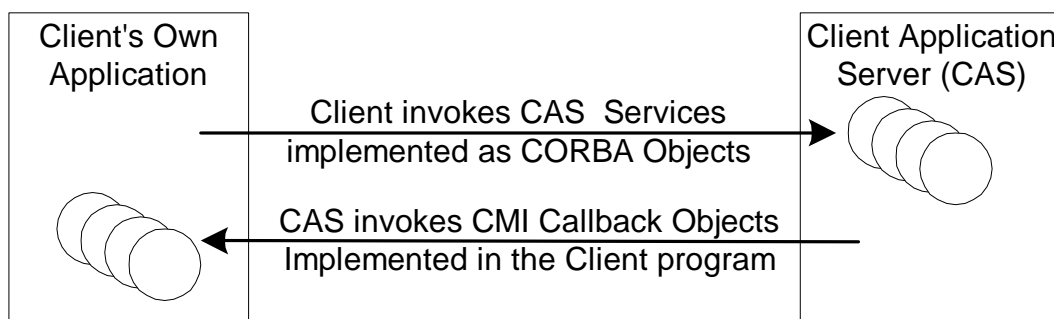 Client's Own
Application
Client Application
Server (CAS)
Client invokes CAS Services
implemented as CORBA Objects
CAS invokes CMI Callback Objects
Implemented in the Client program